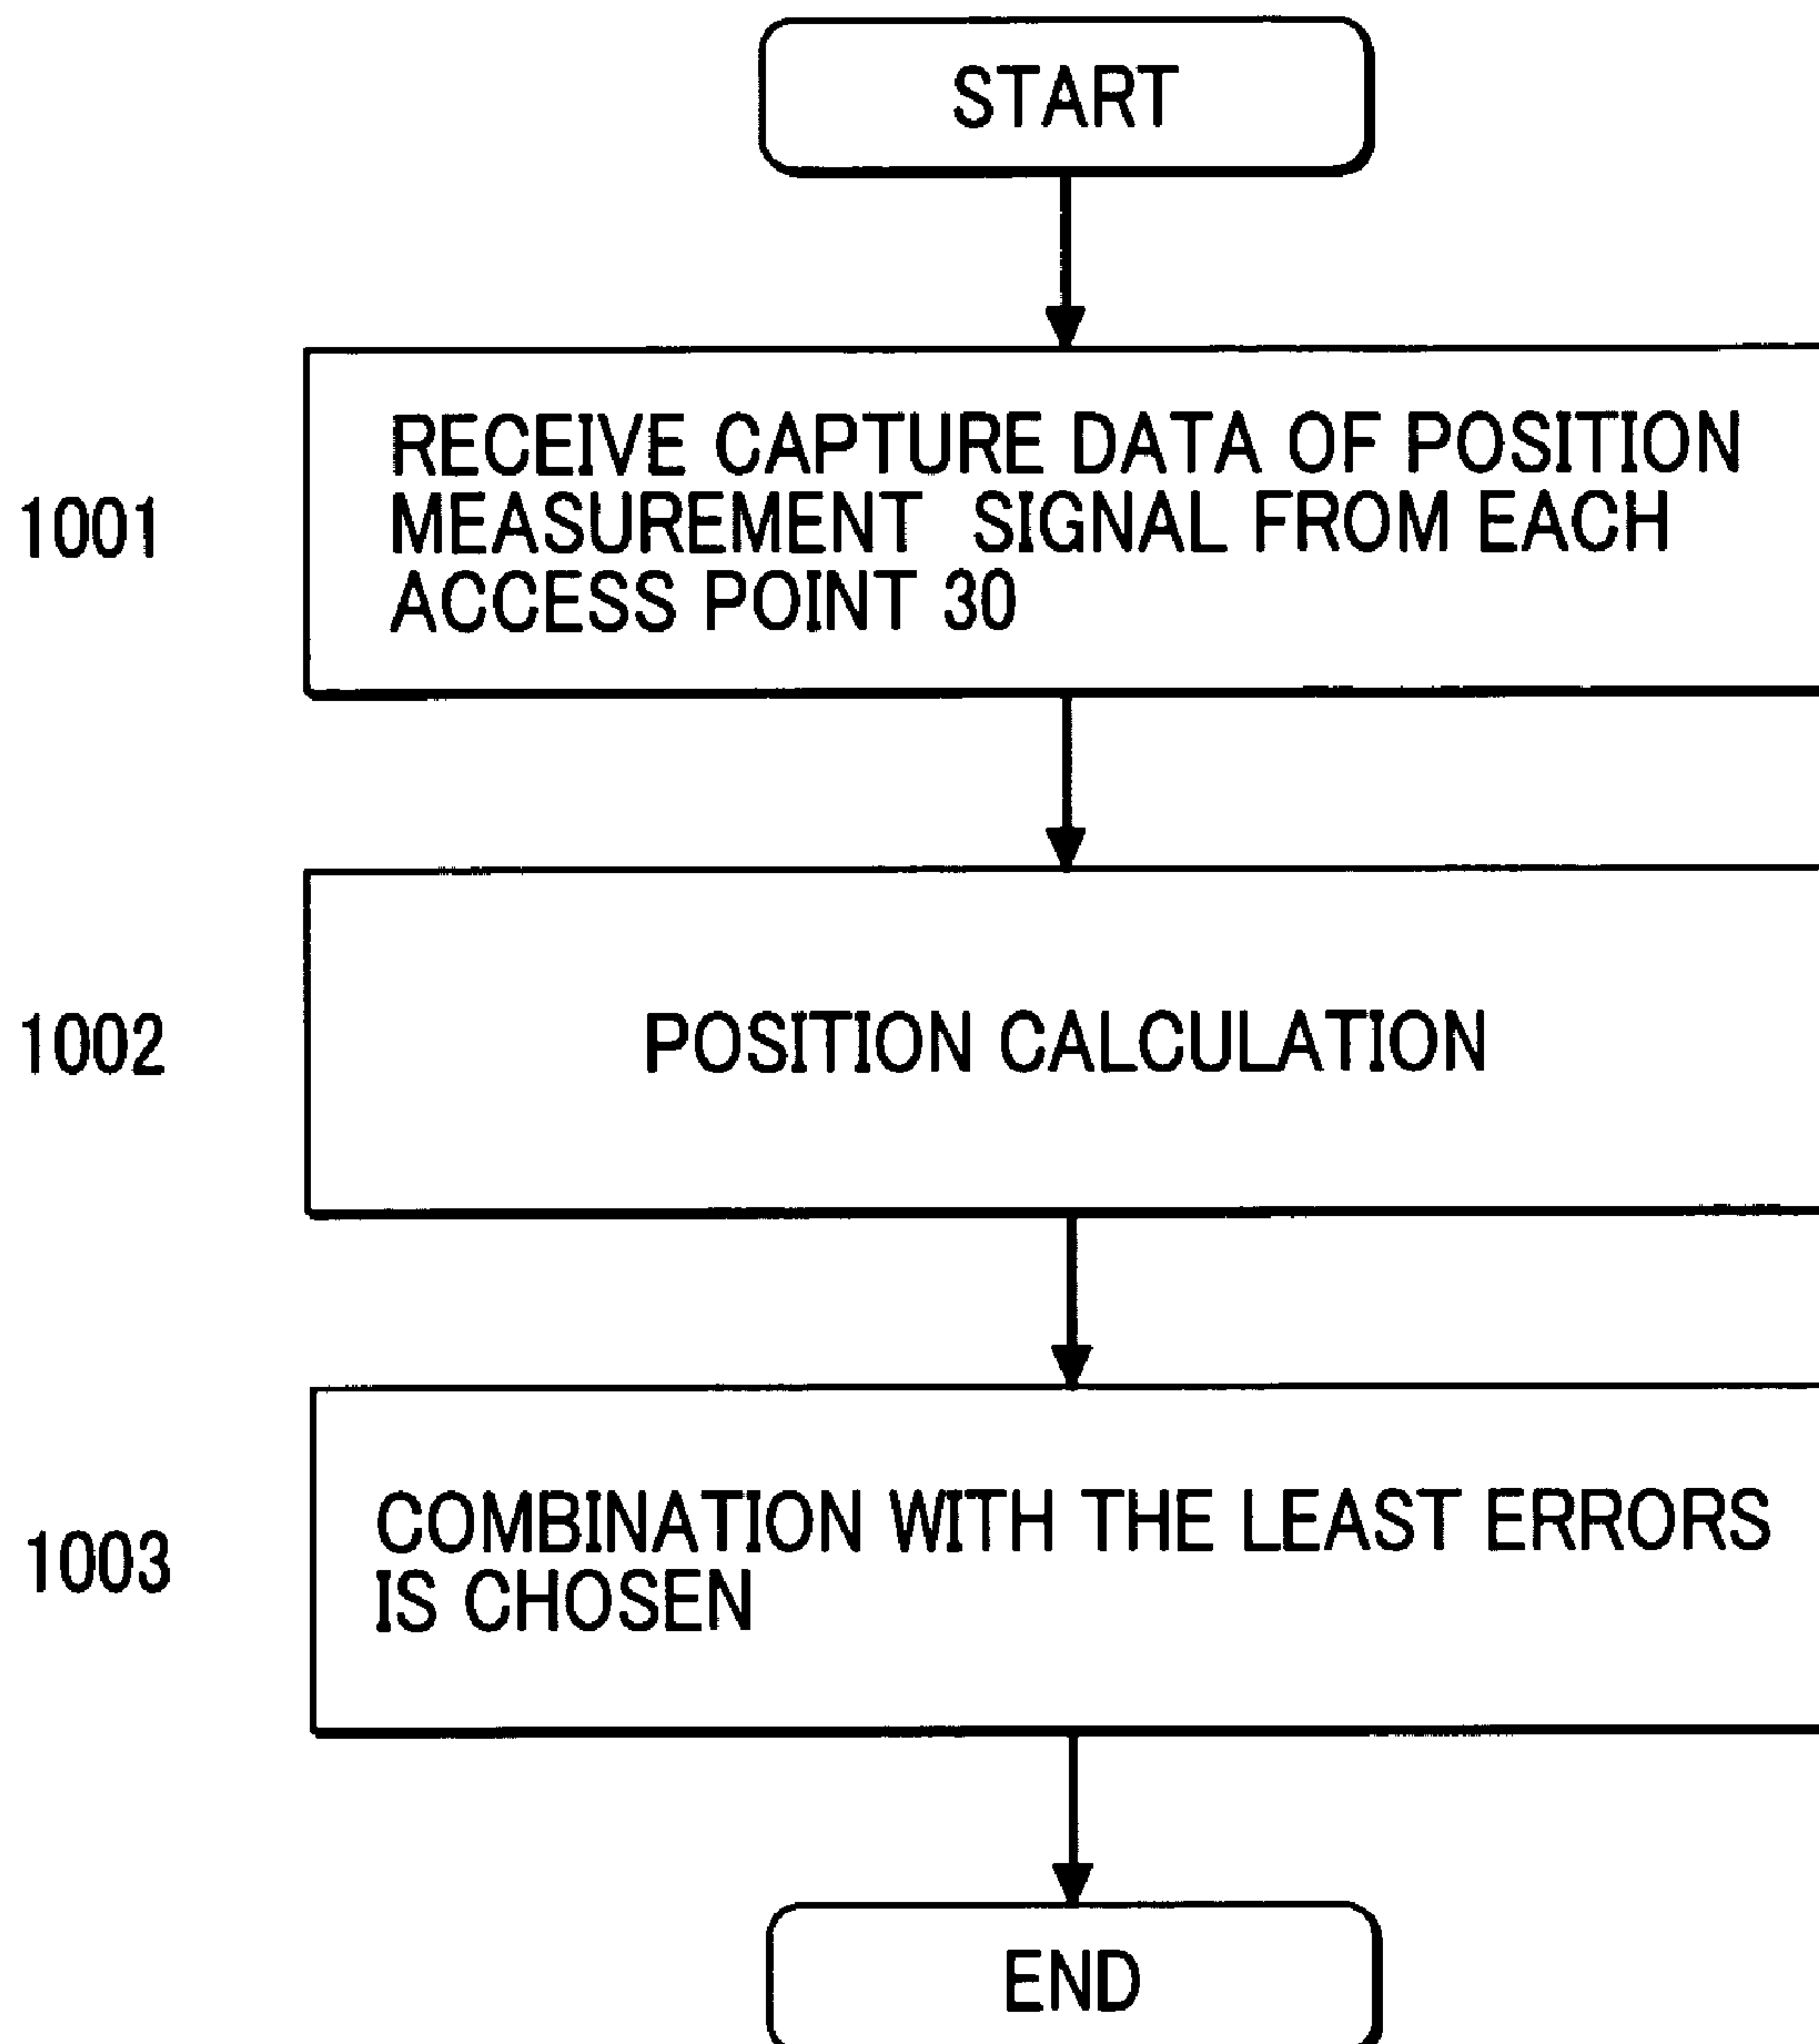 START
1001
RECEIVE CAPTURE DATA OF POSITION
MEASUREMENT SIGNAL FROM EACH
ACCESS POINT 30
1002
POSITION CALCULATION
1003
COMBINATION WITH THE LEAST ERRORS
IS CHOSEN
END